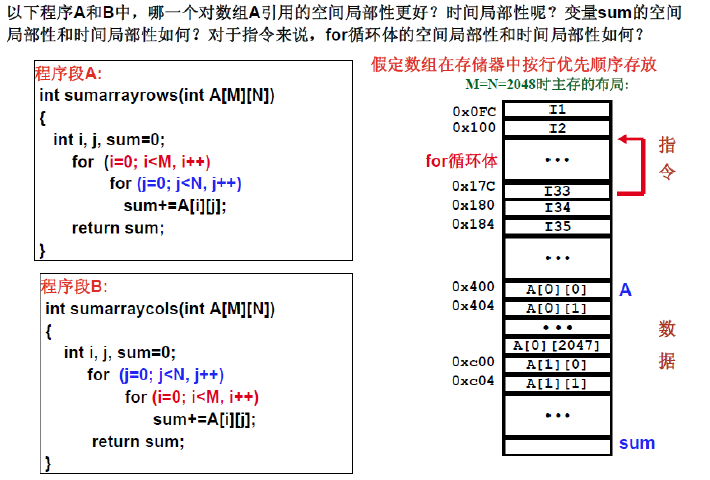 以下程序A和B中，哪一个对数组A引用的空间局部性更好？时间局部性呢？变量sum的空间
局部性和时间局部性如何？对于指令来说，for循环体的空间局部性和时间局部性如何？
程序段A:
int sumarrayrows(int A[M][N])
{
int i, j, sum=0;
for (i=0; i<M, i++)
for (j=0; j<N, j++)
sum+=A[i][j];
return sum;
}
程序段B:
int sumarraycols(int A[M][N])
{
int i, j, sum=0;
for (j=0; j<N, j++)
for (i=0; i<M, i++)
sum+=A[i][j];
return sum;
}
假定数组在存储器中按行优先顺序存放
M=N=2048时主存的布局:
0x0FC I1
0x100 I2
for循环体 •••
0x17C I33
0x180 I34
0x184 I35
•••
指令
0x400 A[0][0] A
0x404 A[0][1]
•••
A[0][2047]
0xc00 A[1][0]
0xc04 A[1][1]
•••
数据
sum